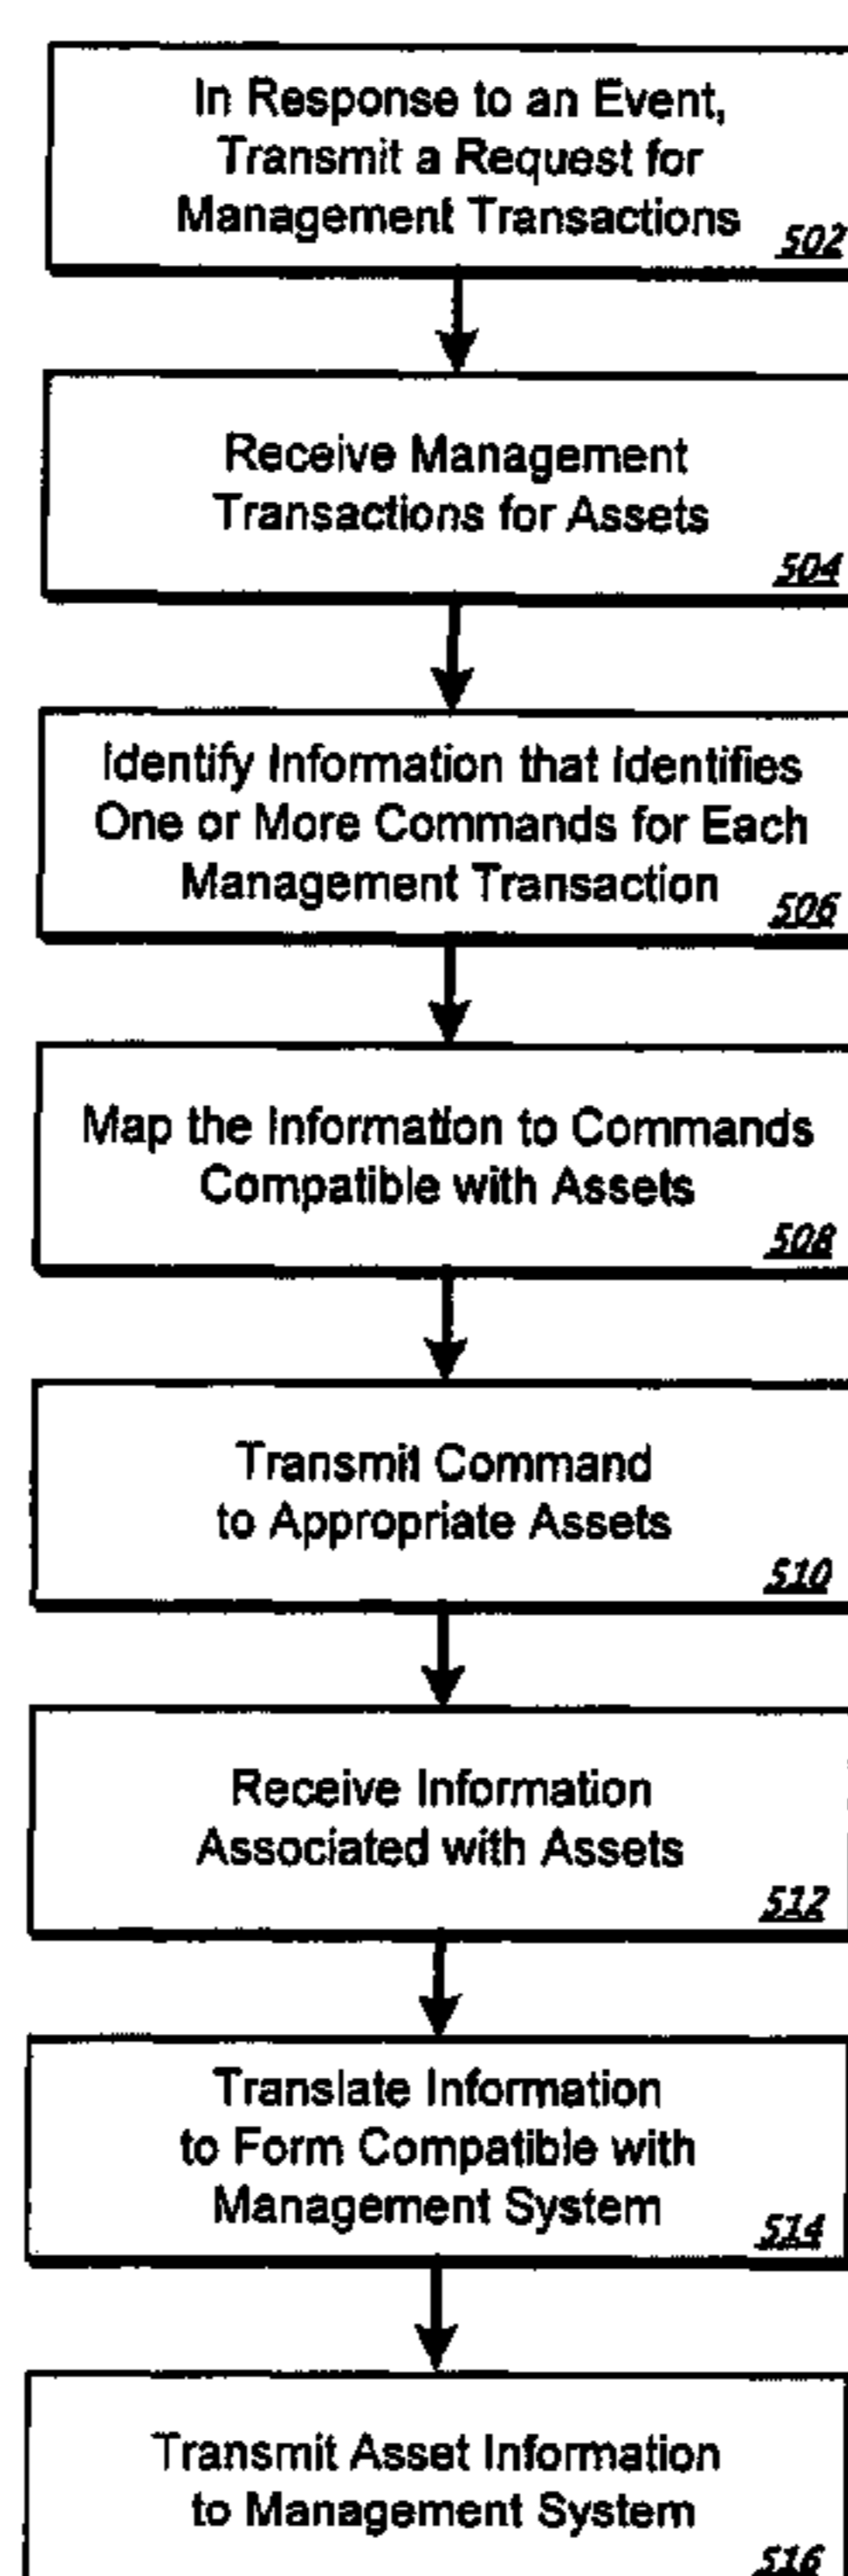 In Response to an Event,
Transmit a Request for
Management Transactions
502
Receive Management
Transactions for Assets
504
Identify Information that Identifies
One or More Commands for Each
Management Transaction
506
Map the Information to Commands
Compatible with Assets
508
Transmit Command
to Appropriate Assets
510
Receive Information
Associated with Assets
512
Translate Information
to Form Compatible with
Management System
514
Transmit Asset Information
to Management System
516